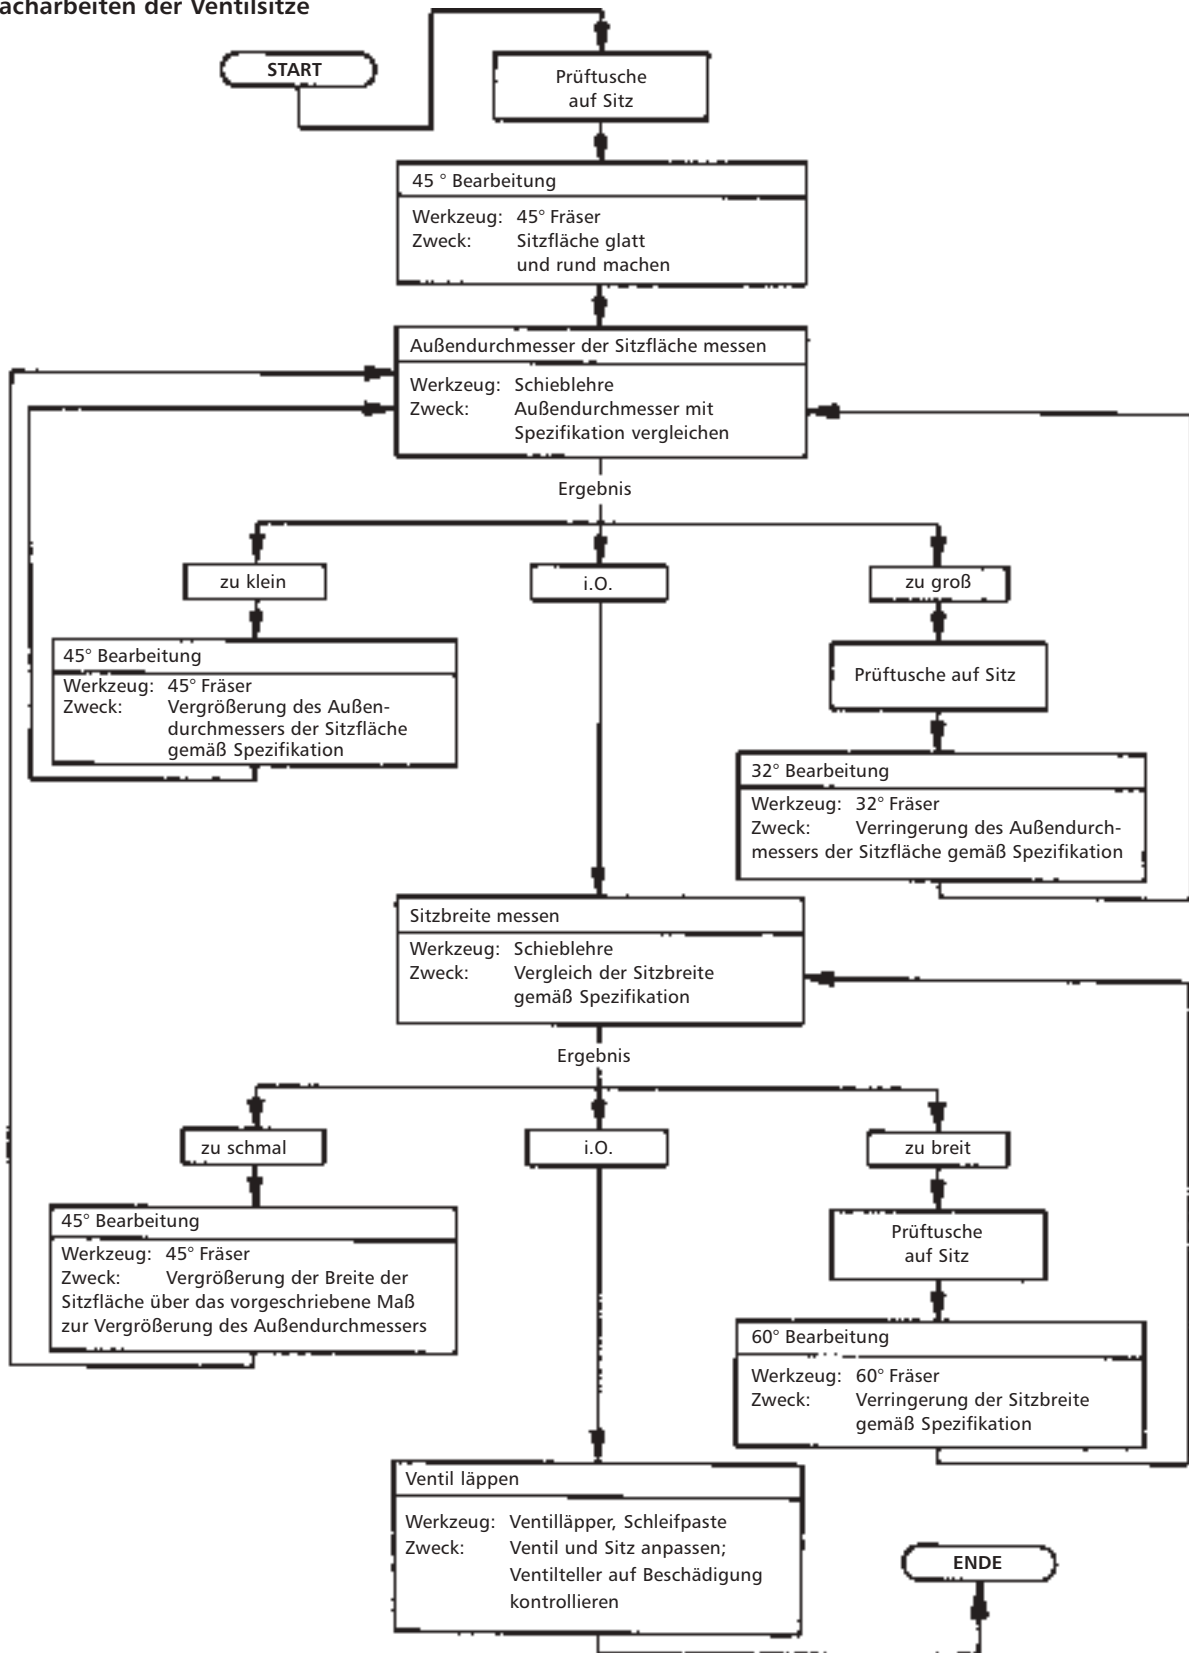 acharbeiten der Ventilsitze
START
Prüftusche
auf Sitz
45 ° Bearbeitung
Werkzeug: 45° Fräser
Zweck: Sitzfläche glatt
und rund machen
Außendurchmesser der Sitzfläche messen
Werkzeug: Schieblehre
Zweck: Außendurchmesser mit
Spezifikation vergleichen
Ergebnis
zu klein
i.O.
zu groß
45° Bearbeitung
Werkzeug: 45° Fräser
Zweck: Vergrößerung des Außen-
durchmessers der Sitzfläche
gemäß Spezifikation
Prüftusche auf Sitz
32° Bearbeitung
Werkzeug: 32° Fräser
Zweck: Verringerung des Außendurch-
messers der Sitzfläche gemäß Spezifikation
Sitzbreite messen
Werkzeug: Schieblehre
Zweck: Vergleich der Sitzbreite
gemäß Spezifikation
Ergebnis
zu schmal
i.O.
zu breit
45° Bearbeitung
Werkzeug: 45° Fräser
Zweck: Vergrößerung der Breite der
Sitzfläche über das vorgeschriebene Maß
zur Vergrößerung des Außendurchmessers
Prüftusche
auf Sitz
60° Bearbeitung
Werkzeug: 60° Fräser
Zweck: Verringerung der Sitzbreite
gemäß Spezifikation
Ventil läppen
Werkzeug: Ventilläpper, Schleifpaste
Zweck: Ventil und Sitz anpassen;
Ventilteller auf Beschädigung
kontrollieren
ENDE